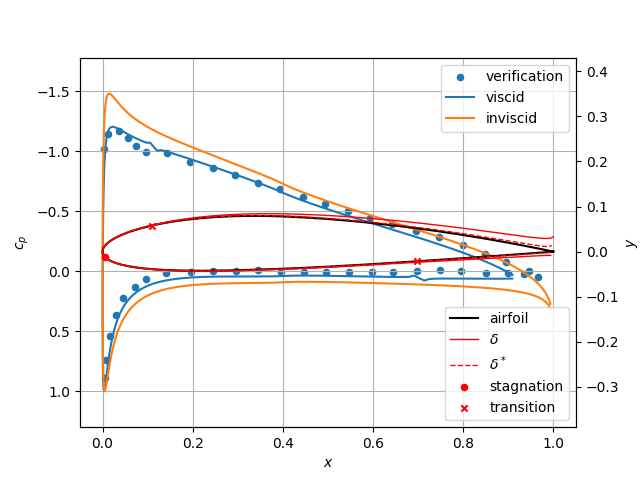 verification
viscid
inviscid
−1.5
−1.0
−0.5
0.0
0.5
1.0
c_p
0.4
0.3
0.2
0.1
0.0
−0.1
−0.2
−0.3
y
airfoil
δ
δ*
stagnation
transition
0.0 0.2 0.4 0.6 0.8 1.0
x